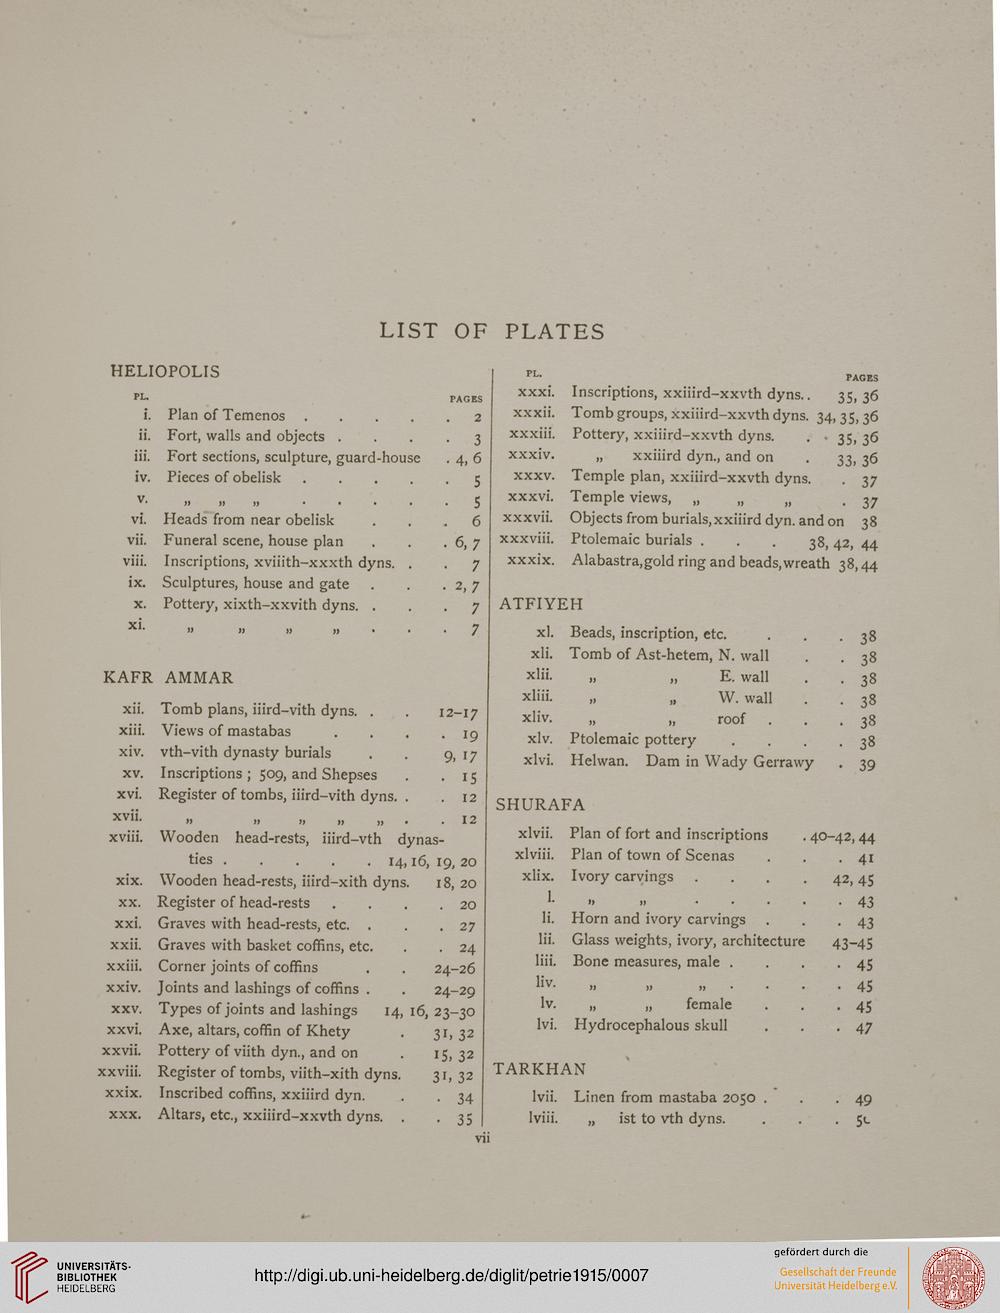 LIST OF PLATES
HELIOPOLIS
PL. PAGES
i. Plan of Temenos . . . . . 2
ii. Fort, walls and objects . . . . 3
iii. Fort sections, sculpture, guard-house . 4, 6
iv. Pieces of obelisk . . . . . 5
v. „ „ „ . . . . . 5
vi. Heads from near obelisk . . . 6
vii. Funeral scene, house plan . . . 6, 7
viii. Inscriptions, xviiith-xxxth dyns. . . 7
ix. Sculptures, house and gate . . . 2, 7
x. Pottery, xixth-xxvith dyns. . . . 7
xi. „ „ „ „ . . . 7
KAFR AMMAR
xii. Tomb plans, iiird-vith dyns. . . 12-17
xiii. Views of mastabas . . . . 19
xiv. vth-vith dynasty burials . . 9, 17
xv. Inscriptions ; 509, and Shepses . . 15
xvi. Register of tombs, iiird-vith dyns. . . 12
xvii. „ „ „ „ „ . . 12
xviii. Wooden head-rests, iiird-vth dynas-
ties . . . . . 14, 16, 19, 20
xix. Wooden head-rests, iiird-xith dyns. 18, 20
xx. Register of head-rests . . . . 20
xxi. Graves with head-rests, etc. . . . 27
xxii. Graves with basket coffins, etc. . . 24
xxiii. Corner joints of coffins . . 24-26
xxiv. Joints and lashings of coffins . . 24-29
xxv. Types of joints and lashings 14, 16, 23-30
xxvi. Axe, altars, coffin of Khety . 31, 32
xxvii. Pottery of viith dyn., and on . 15, 32
xxviii. Register of tombs, viith-xith dyns. 31, 32
xxix. Inscribed coffins, xxiiird dyn. . . 34
xxx. Altars, etc., xxiiird-xxvth dyns. . . 35
PL. PAGES
xxxi. Inscriptions, xxiiird-xxvth dyns. . 35, 36
xxxii. Tomb groups, xxiiird-xxvth dyns. 34, 35, 36
xxxiii. Pottery, xxiiird-xxvth dyns. . . 35, 36
xxxiv. „ xxiiird dyn., and on . 33, 36
xxxv. Temple plan, xxiiird-xxvth dyns. . 37
xxxvi. Temple views, „ „ „ . 37
xxxvii. Objects from burials, xxiiird dyn. and on 38
xxxviii. Ptolemaic burials . . . 38, 42, 44
xxxix. Alabastra, gold ring and beads, wreath 38, 44
ATFIYEH
xl. Beads, inscription, etc. . . . 38
xli. Tomb of Ast-hetem, N. wall . . 38
xlii. „ „ E. wall . . 38
xliii. „ „ W. wall . . 38
xliv. „ „ roof . . . 38
xlv. Ptolemaic pottery . . . . 38
xlvi. Helwan. Dam in Wady Gerrawy . 39
SHURAFA
xlvii. Plan of fort and inscriptions . 40-42, 44
xlviii. Plan of town of Scenas . . . 41
xlix. Ivory carvings . . . . 42, 45
l. „ „ . . . . . 43
li. Horn and ivory carvings . . . 43
lii. Glass weights, ivory, architecture 43-45
liii. Bone measures, male . . . . 45
liv. „ „ „ . . . . 45
lv. „ „ female . . . 45
lvi. Hydrocephalous skull . . . 47
TARKHAN
lvii. Linen from mastaba 2050 . . . 49
lviii. „ ist to vth dyns. . . .
vii
UNIVERSITÄTS-
BIBLIOTHEK
HEIDELBERG
http://digi.ub.uni-heidelberg.de/diglit/petrie1915/0007
gefördert durch die
Gesellschaft der Freunde
Universität Heidelberg e.V.